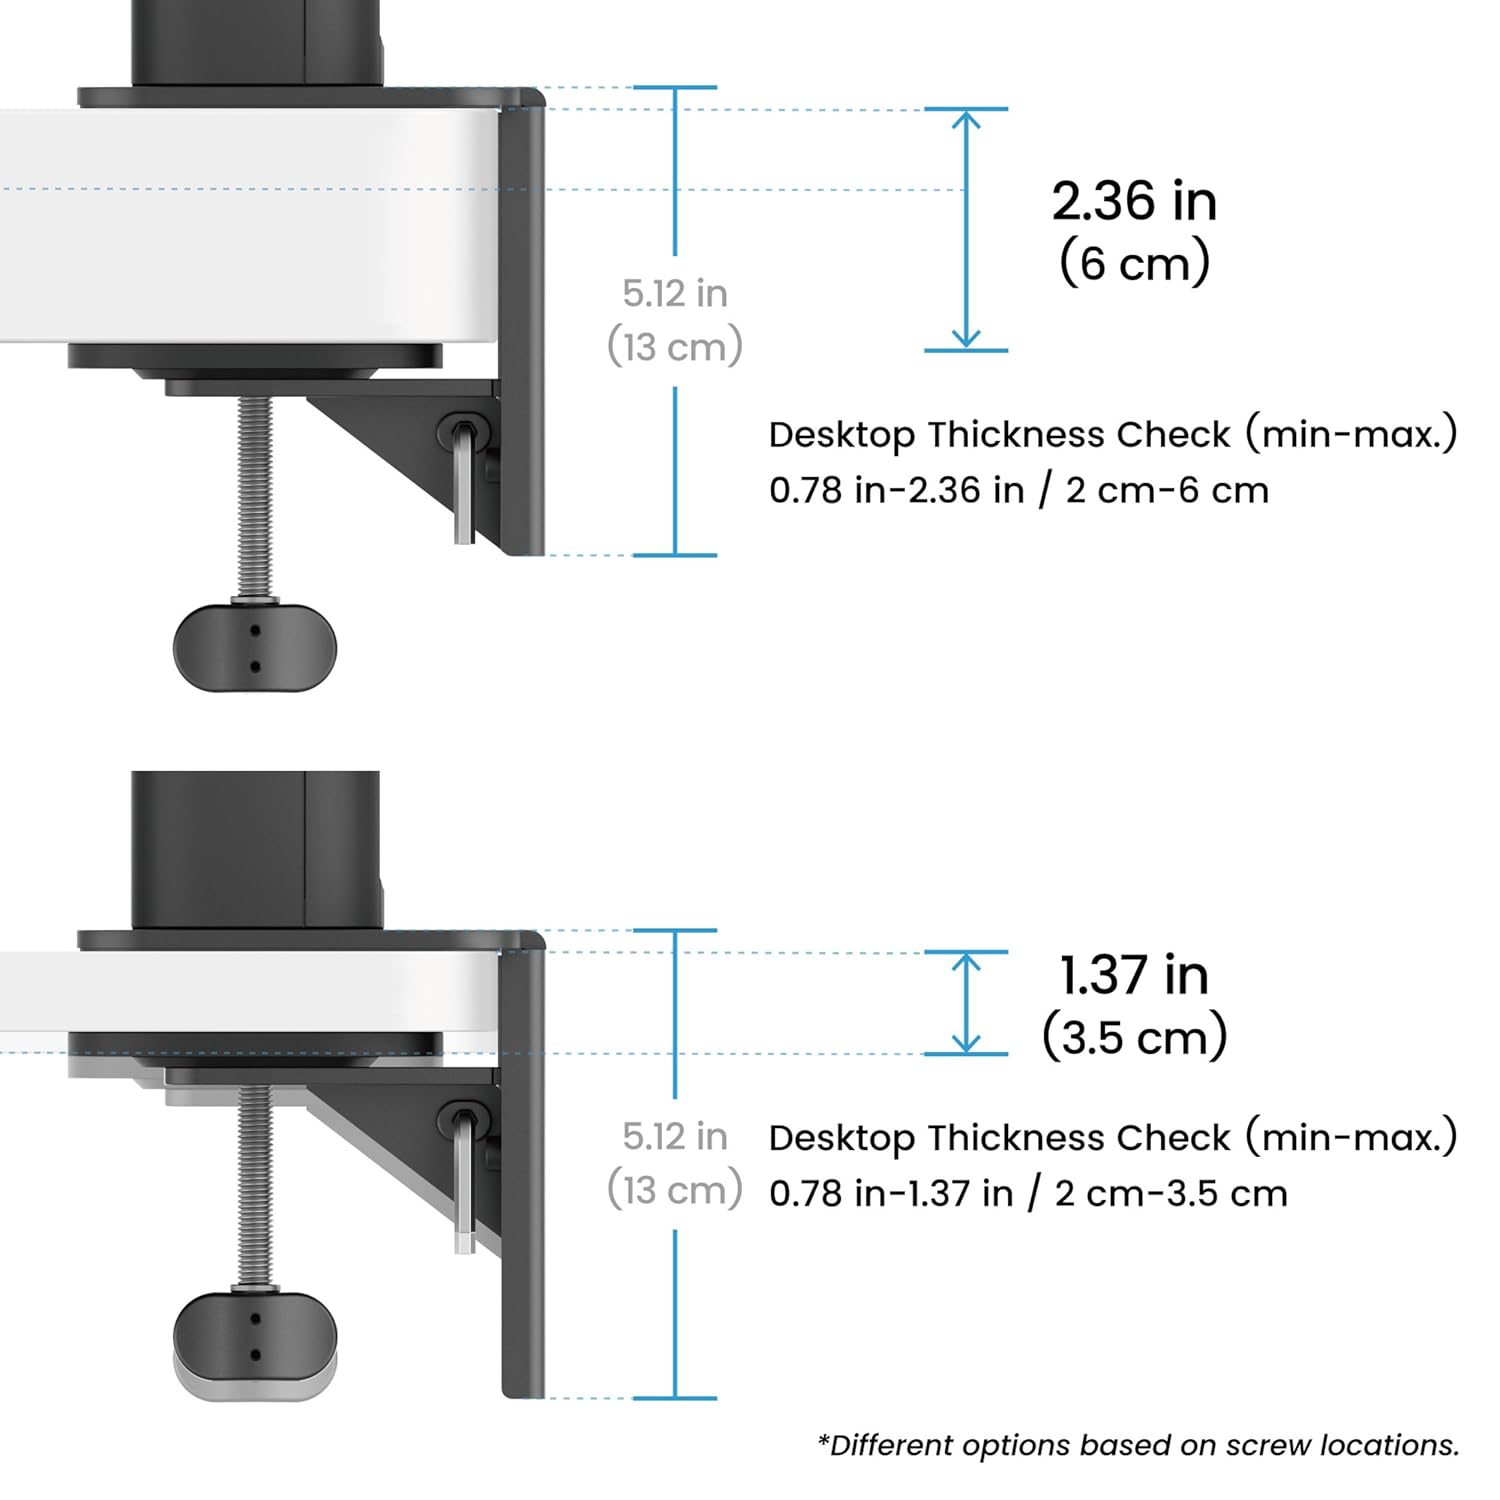 2.36 in
(6 cm)
5.12 in
(13 cm)
Desktop Thickness Check (min-max.)
0.78 in-2.36 in / 2 cm-6 cm
1.37 in
(3.5 cm)
5.12 in
(13 cm)
Desktop Thickness Check (min-max.)
0.78 in-1.37 in / 2 cm-3.5 cm
*Different options based on screw locations.